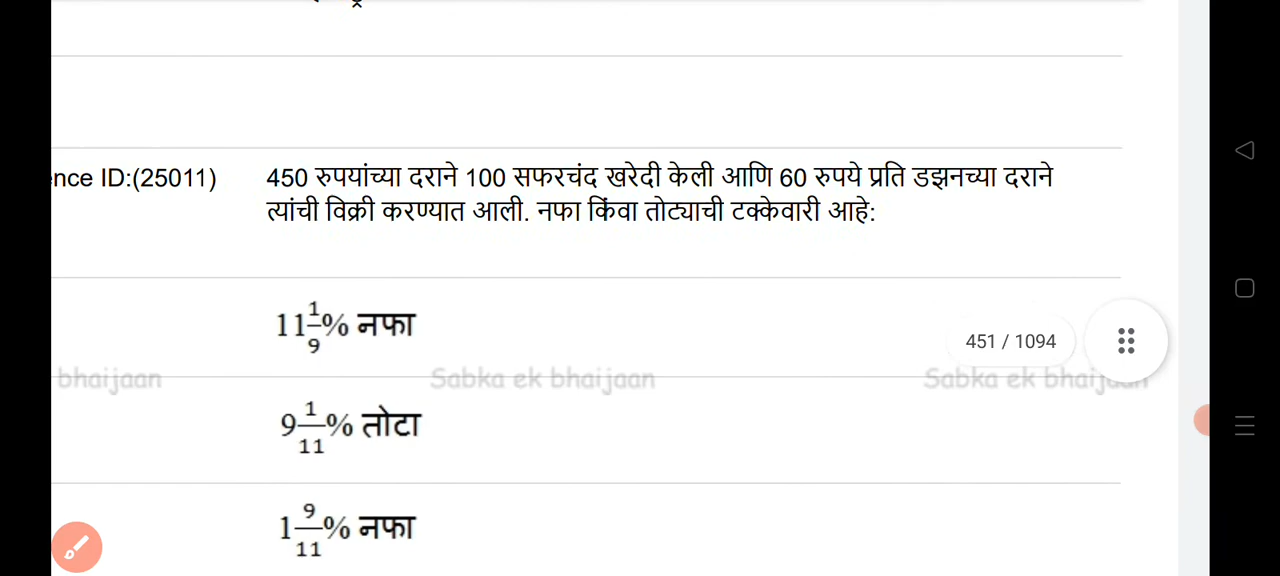 ence ID:(25011) 450 रुपयांच्या दराने 100 सफरचंद खरेदी केली आणि 60 रुपये प्रति डझनच्या दराने
त्यांची विक्री करण्यात आली. नफा किंवा तोट्याची टक्केवारी आहे:
11 1/9 % नफा
451 / 1094
bhaijaan Sabka ek bhaijaan Sabka ek bhaijaan
9 1/11 % तोटा
1 9/11 % नफा